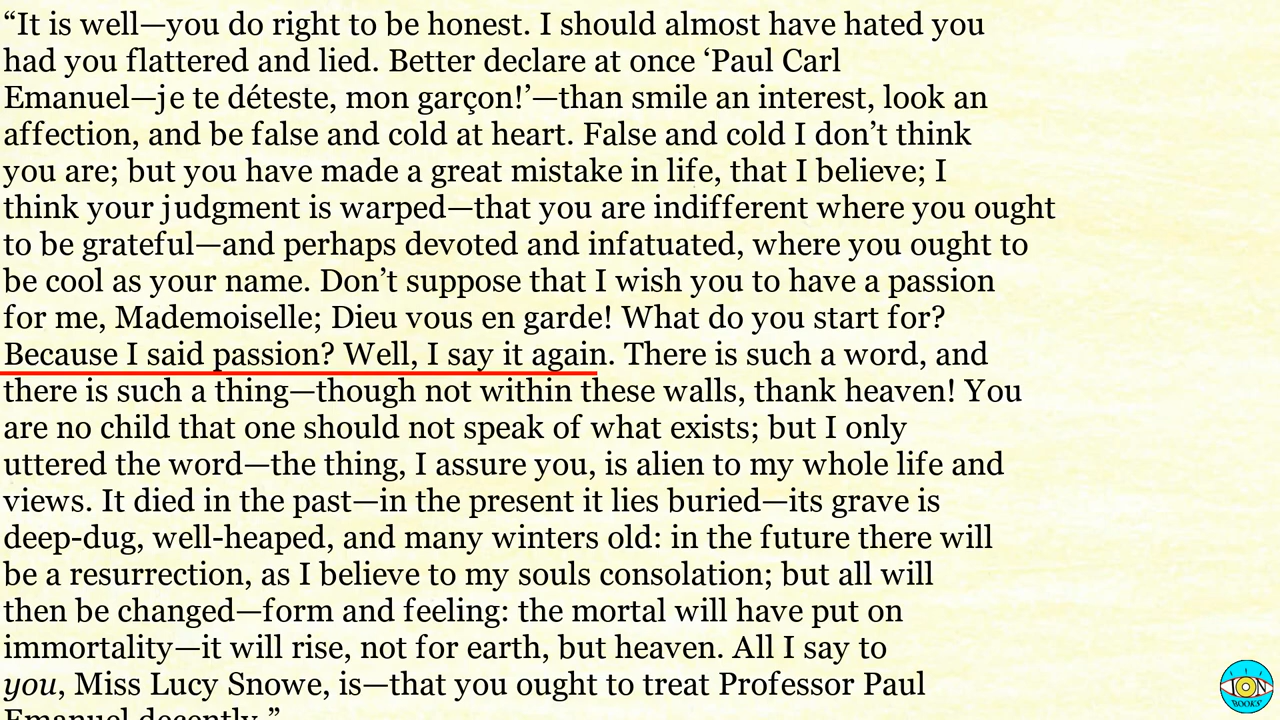 “It is well—you do right to be honest. I should almost have hated you
had you flattered and lied. Better declare at once ‘Paul Carl
Emanuel—je te déteste, mon garçon!’—than smile an interest, look an
affection, and be false and cold at heart. False and cold I don’t think
you are; but you have made a great mistake in life, that I believe; I
think your judgment is warped—that you are indifferent where you ought
to be grateful—and perhaps devoted and infatuated, where you ought to
be cool as your name. Don’t suppose that I wish you to have a passion
for me, Mademoiselle; Dieu vous en garde! What do you start for?
Because I said passion? Well, I say it again. There is such a word, and
there is such a thing—though not within these walls, thank heaven! You
are no child that one should not speak of what exists; but I only
uttered the word—the thing, I assure you, is alien to my whole life and
views. It died in the past—in the present it lies buried—its grave is
deep-dug, well-heaped, and many winters old: in the future there will
be a resurrection, as I believe to my souls consolation; but all will
then be changed—form and feeling: the mortal will have put on
immortality—it will rise, not for earth, but heaven. All I say to
you, Miss Lucy Snowe, is—that you ought to treat Professor Paul
Emanuel decently.”
ION
BOOKS